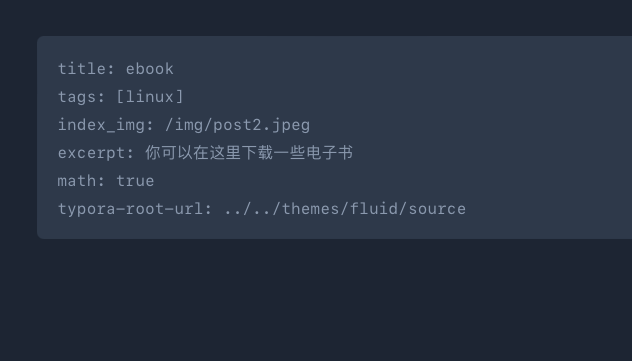 title: ebook
tags: [linux]
index_img: /img/post2.jpeg
excerpt: 你可以在这里下载一些电子书
math: true
typora-root-url: ../../themes/fluid/source